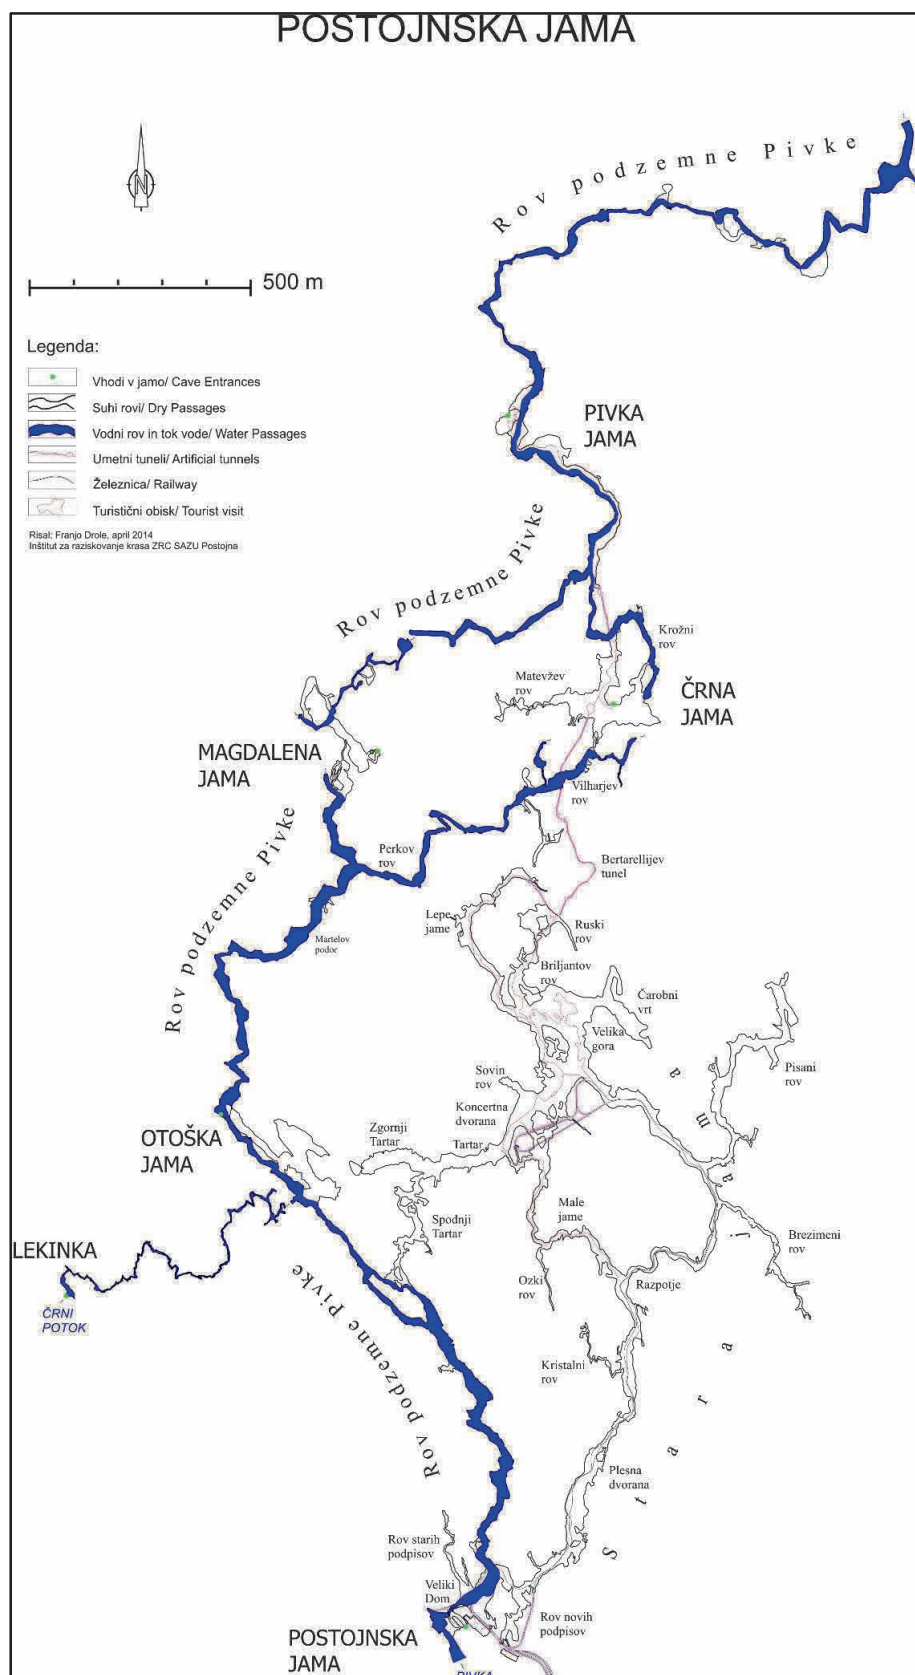 POSTOJNSKA JAMA
Rov podzemne Pivke
N
500 m
Legenda:
Vhodi v jamo/ Cave Entrances
Suhi rovi/ Dry Passages
Vodni rov in tok vode/ Water Passages
Umetni tuneli/ Artificial tunnels
Železnica/ Railway
Turistični obisk/ Tourist visit
Risal: Franjo Drole, april 2014
Inštitut za raziskovanje krasa ZRC SAZU Postojna
PIVKA
JAMA
Rov podzemne Pivke
Krožni
rov
Matevžev
rov
ČRNA
JAMA
MAGDALENA
JAMA
Vilharjev
rov
Rov podzemne Pivke
Perkov
rov
Bertarellijev
tunel
Lepe
jame
Ruski
rov
Martelov
podor
Briljantov
rov
Čarobni
vrt
Velika
gora
Pisani
rov
Sovin
rov
Koncertna
dvorana
Zgornji
Tartar
Tartar
OTOŠKA
JAMA
Male
jame
Spodnji
Tartar
Brezimeni
rov
LEKINKA
Ozki
rov
Razpotje
ČRNI
POTOK
Rov podzemne Pivke
Kristalni
rov
Stara jama
Plesna
dvorana
Rov starih
podpisov
Veliki
Dom
Rov novih
podpisov
POSTOJNSKA
JAMA
PIVKA